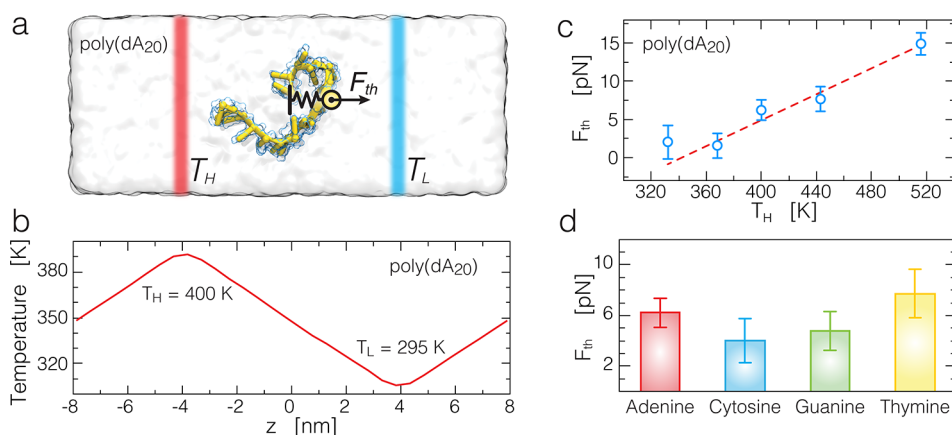 a
poly(dA20)
Fth
TH
TL
b
Temperature [K]
380
350
320
poly(dA20)
TH = 400 K
TL = 295 K
-8 -6 -4 -2 0 2 4 6 8
z [nm]
c
poly(dA20)
Fth [pN]
15
10
5
0
320 360 400 440 480 520
TH [K]
d
Fth [pN]
10
6
2
Adenine Cytosine Guanine Thymine